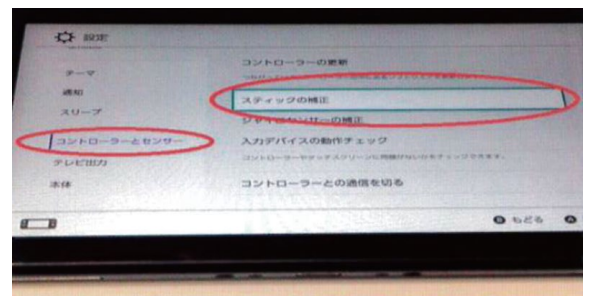 設定
テーマ
通知
スリープ
コントローラーとセンサー
テレビ出力
本体
コントローラーの更新
スティックの補正
ジャイロセンサーの補正
入力デバイスの動作チェック
コントローラーやタッチスクリーンに問題がないかをチェックできます。
コントローラーとの通信を切る
B もどる A